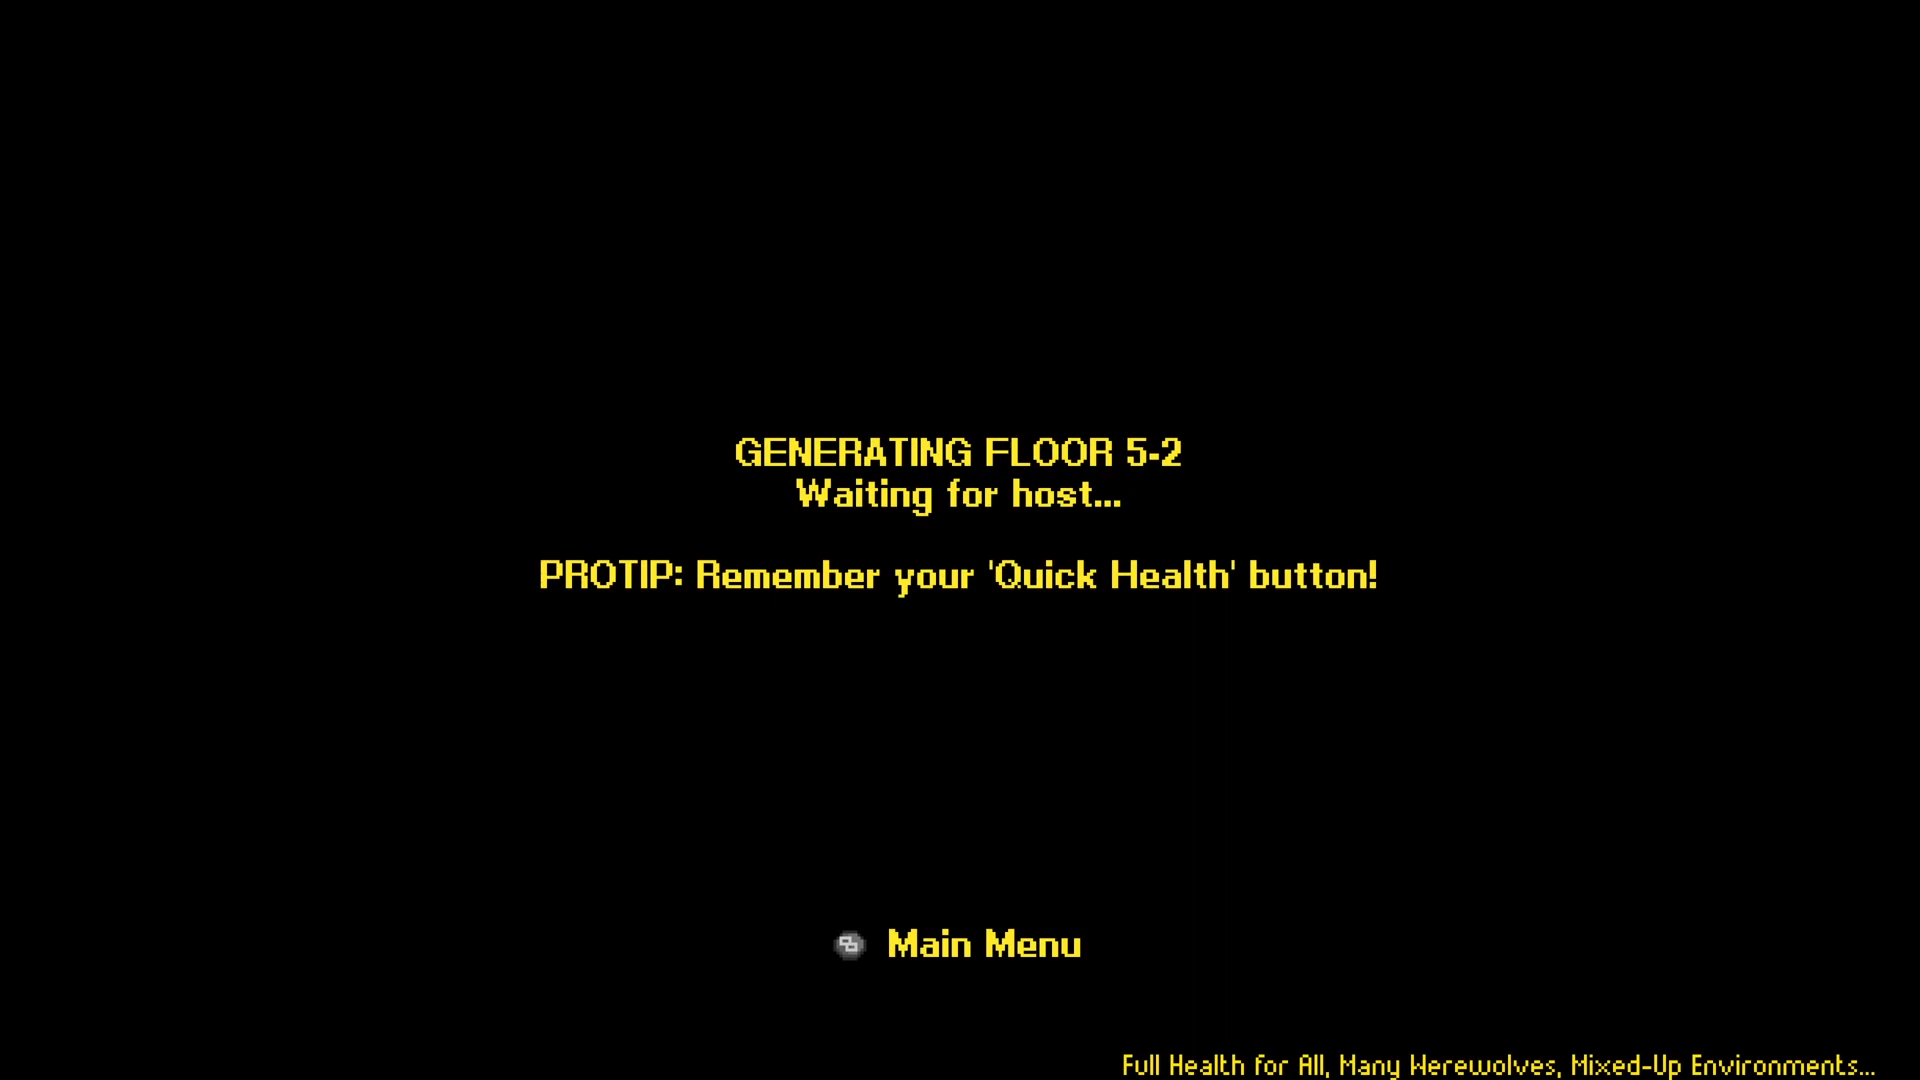 GENERATING FLOOR 5-2
Waiting for host...
PROTIP: Remember your 'Quick Health' button!
Main Menu
Full Health for All, Many Werewolves, Mixed-Up Environments...